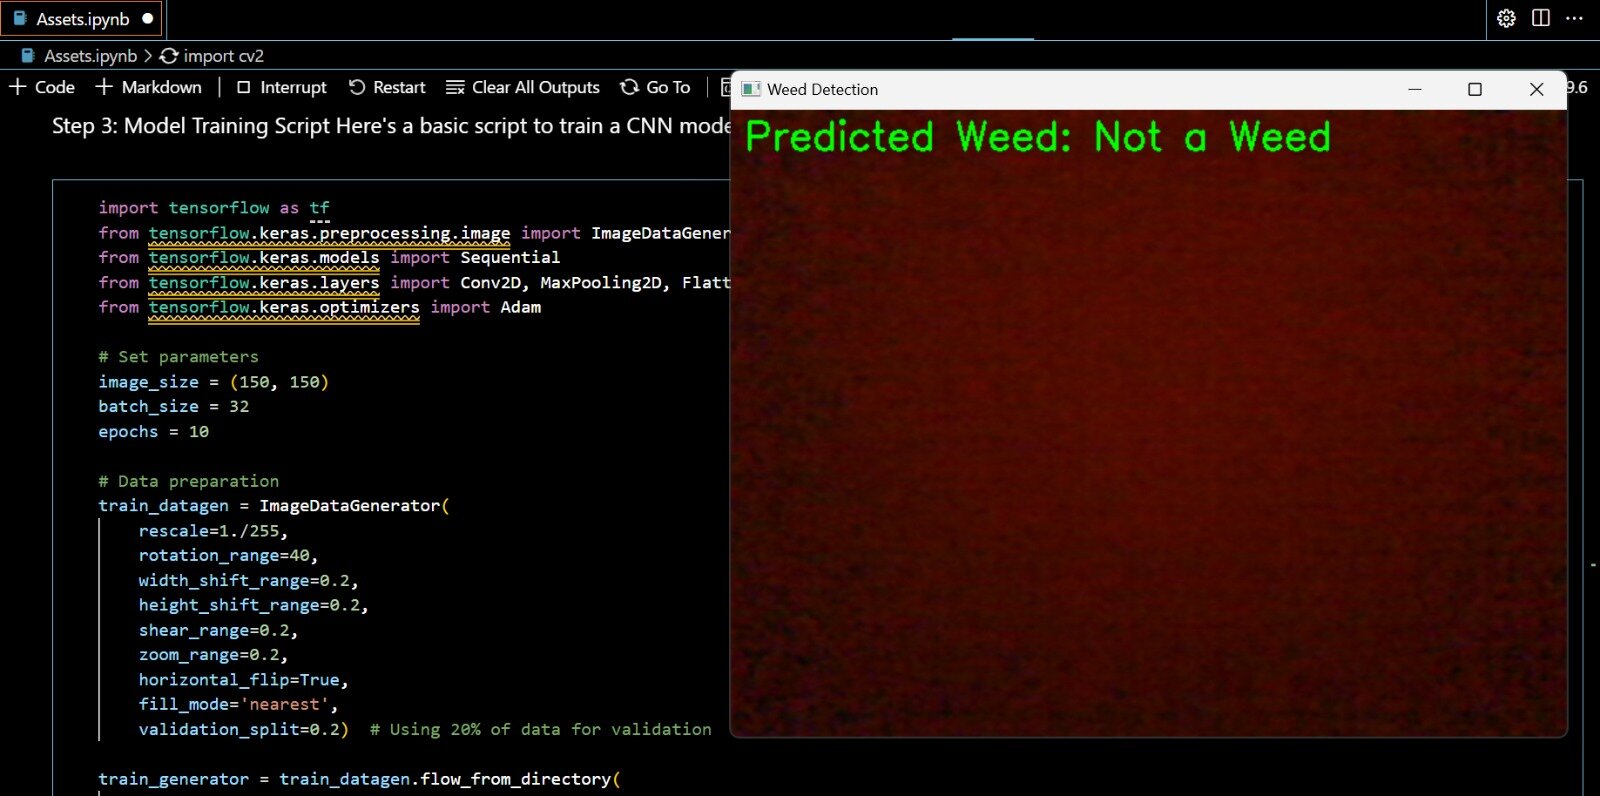 Assets.ipynb
Assets.ipynb > import cv2
+ Code + Markdown | Interrupt Restart Clear All Outputs Go To
9.6
Step 3: Model Training Script Here's a basic script to train a CNN mode
Weed Detection
Predicted Weed: Not a Weed
import tensorflow as tf
from tensorflow.keras.preprocessing.image import ImageDataGener
from tensorflow.keras.models import Sequential
from tensorflow.keras.layers import Conv2D, MaxPooling2D, Flatt
from tensorflow.keras.optimizers import Adam
# Set parameters
image_size = (150, 150)
batch_size = 32
epochs = 10
# Data preparation
train_datagen = ImageDataGenerator(
rescale=1./255,
rotation_range=40,
width_shift_range=0.2,
height_shift_range=0.2,
shear_range=0.2,
zoom_range=0.2,
horizontal_flip=True,
fill_mode='nearest',
validation_split=0.2) # Using 20% of data for validation
train_generator = train_datagen.flow_from_directory(